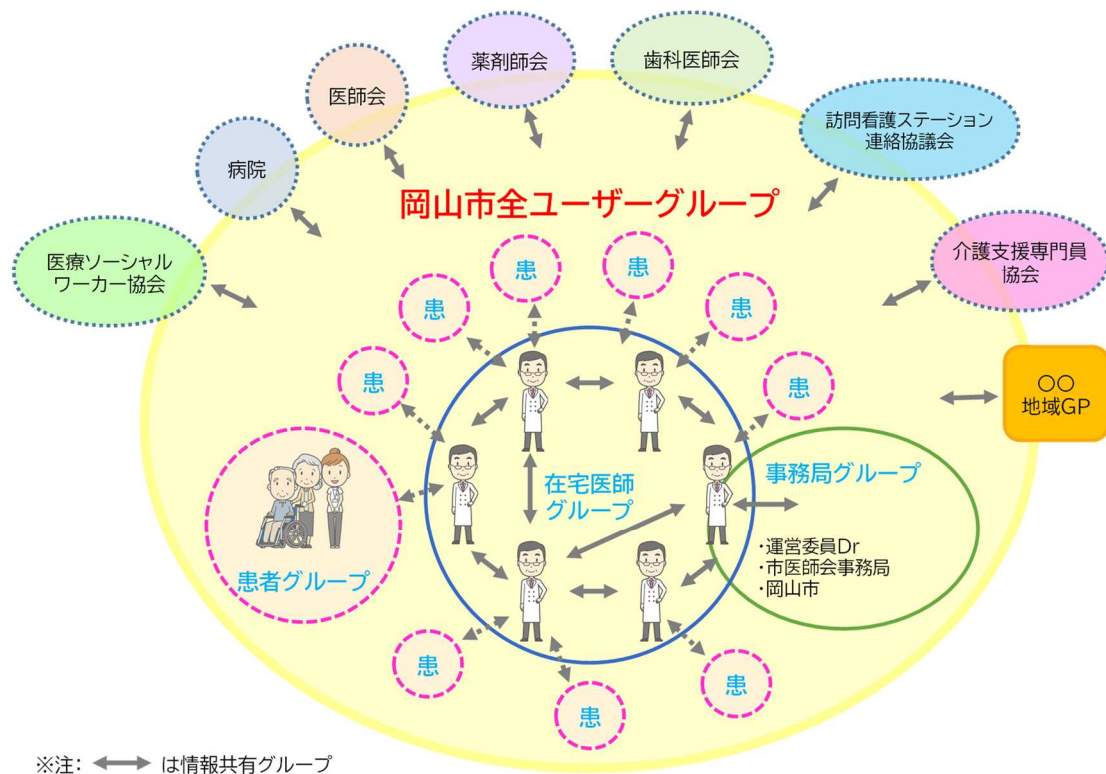 薬剤師会
歯科医師会
医師会
訪問看護ステーション
連絡協議会
病院
岡山市全ユーザーグループ
医療ソーシャル
ワーカー協会
介護支援専門員
協会
患
患
患
患
患
患
○○
地域GP
在宅医師
グループ
事務局グループ
・運営委員Dr
・市医師会事務局
・岡山市
患者グループ
患
患
患
※注: は情報共有グループ